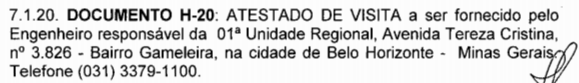 7.1.20. DOCUMENTO H-20: ATESTADO DE VISITA a ser fornecido pelo
Engenheiro responsável da 01ª Unidade Regional, Avenida Tereza Cristina,
nº 3.826 - Bairro Gameleira, na cidade de Belo Horizonte - Minas Gerais
Telefone (031) 3379-1100.